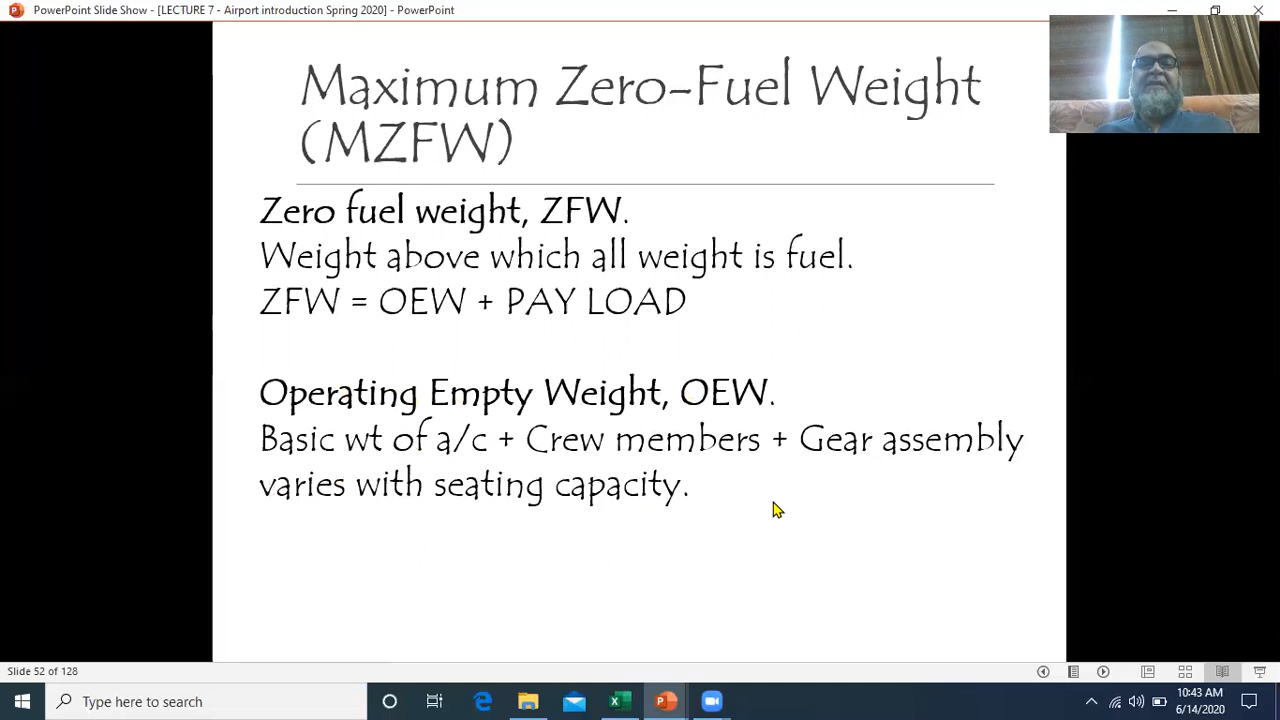 PowerPoint Slide Show - [LECTURE 7 - Airport introduction Spring 2020] - PowerPoint
Maximum Zero-Fuel Weight
(MZFW)
Zero fuel weight, ZFW.
Weight above which all weight is fuel.
ZFW = OEW + PAY LOAD
Operating Empty Weight, OEW.
Basic wt of a/c + Crew members + Gear assembly
varies with seating capacity.
Slide 52 of 128
Type here to search
10:43 AM
6/14/2020